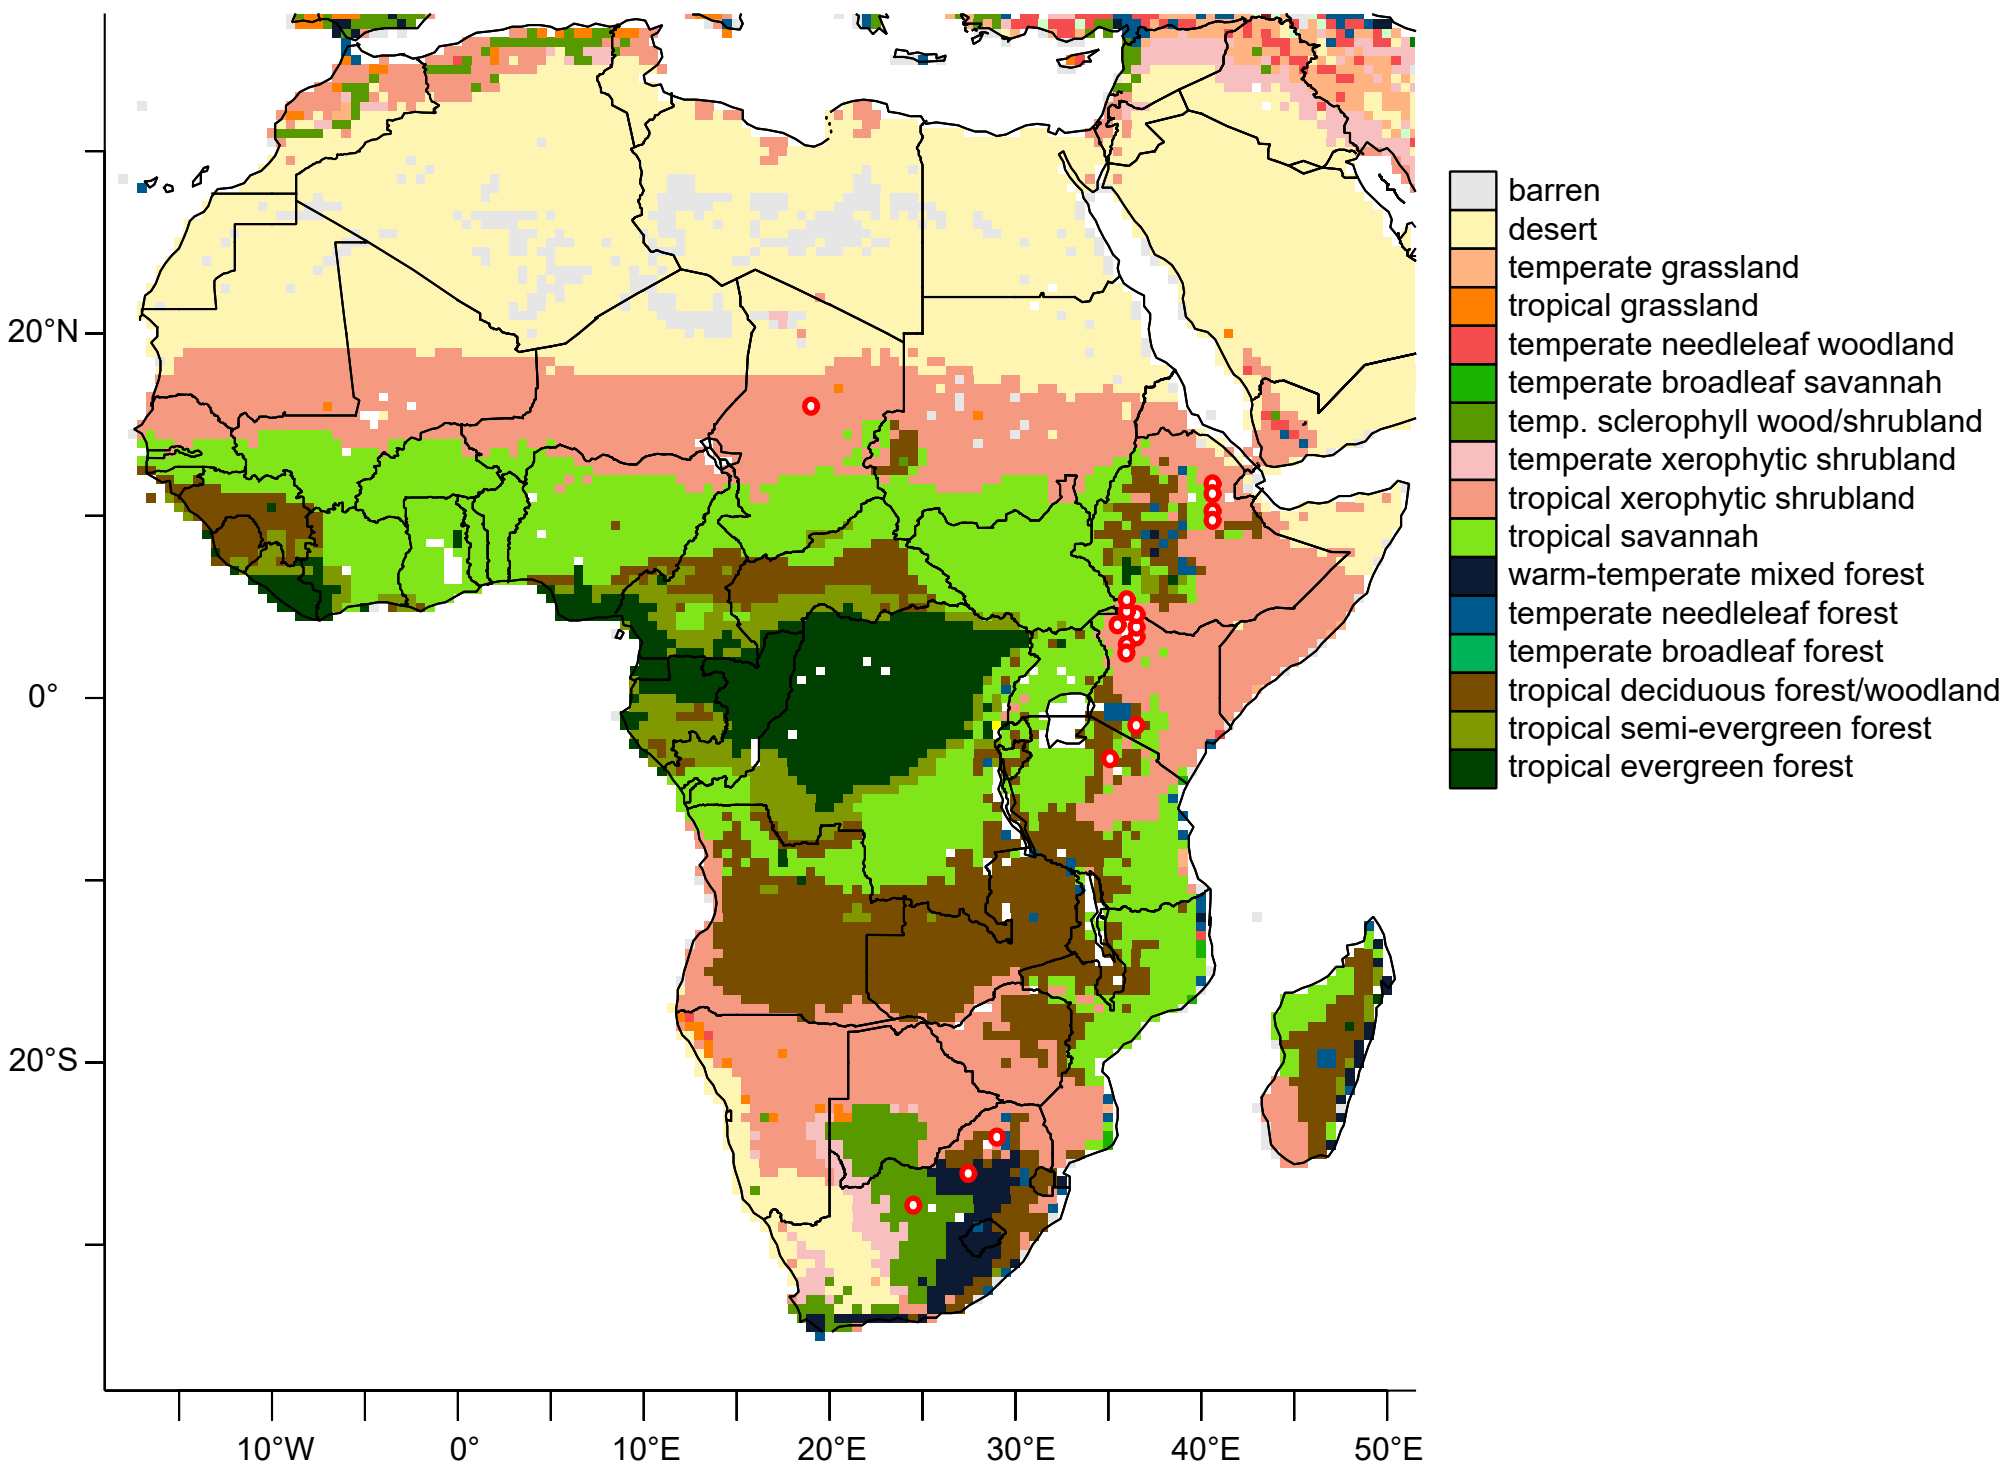 barren
desert
temperate grassland
tropical grassland
temperate needleleaf woodland
temperate broadleaf savannah
temp. sclerophyll wood/shrubland
temperate xerophytic shrubland
tropical xerophytic shrubland
tropical savannah
warm-temperate mixed forest
temperate needleleaf forest
temperate broadleaf forest
tropical deciduous forest/woodland
tropical semi-evergreen forest
tropical evergreen forest
20°N
0°
20°S
10°W 0° 10°E 20°E 30°E 40°E 50°E